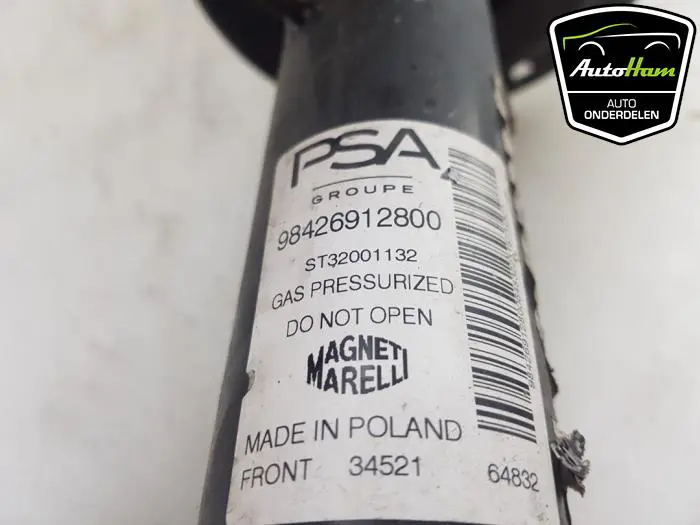 AutoHam
AUTO
ONDERDELEN
PSA
GROUPE
98426912800
ST32001132
GAS PRESSURIZED
DO NOT OPEN
MAGNETI
MARELLI
MADE IN POLAND
FRONT 34521 64832